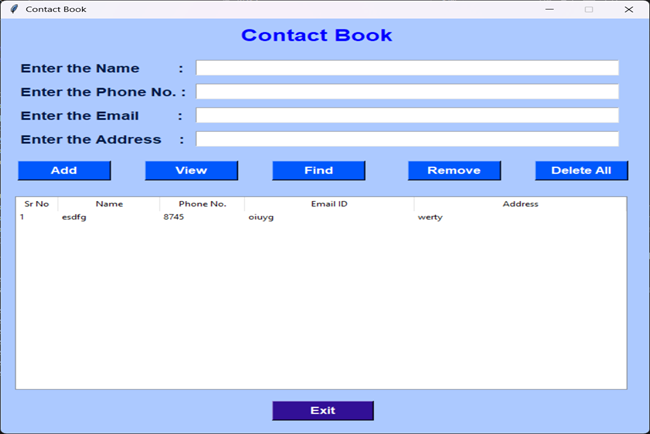 Contact Book
Contact Book
Enter the Name :
Enter the Phone No. :
Enter the Email :
Enter the Address :
Add View Find Remove Delete All
Sr No Name Phone No. Email ID Address
1 esdfg 8745 oiuyg werty
Exit